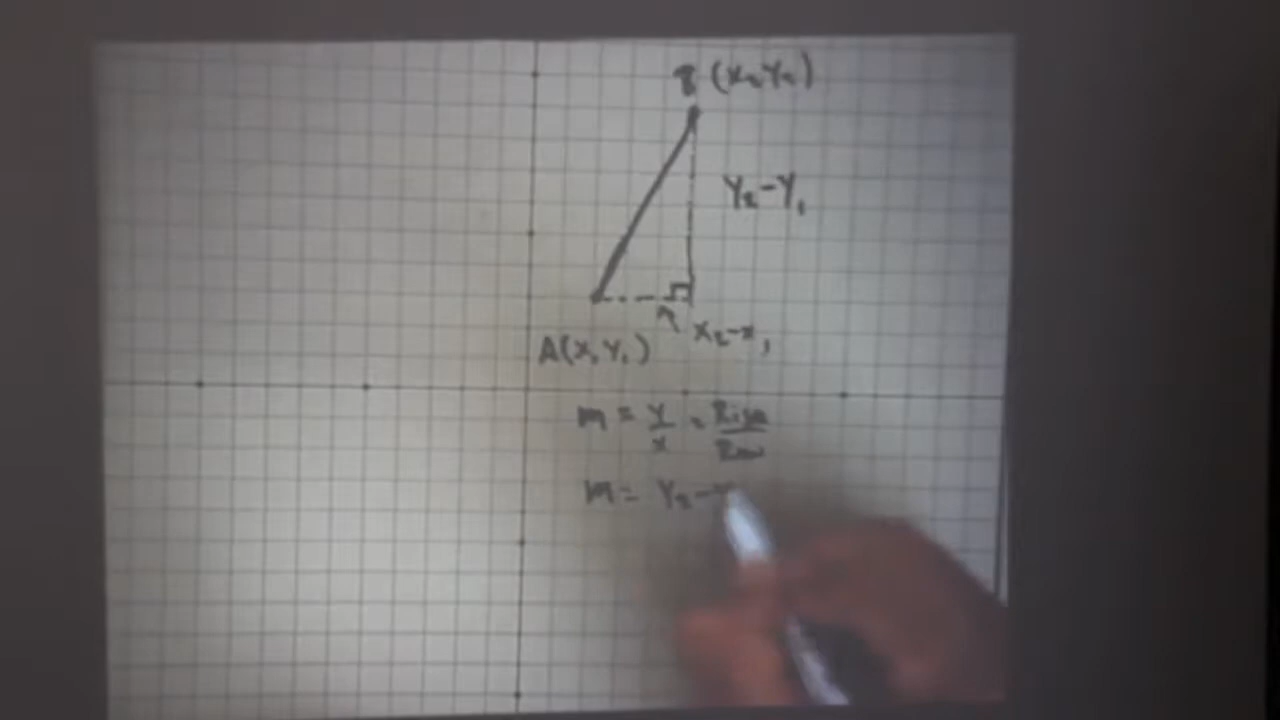 B (x₂ y₂)
y₂-y₁
x₂-x₁
A(x₁ y₁)
m = y/x = Rise/Run
m = y₂-y